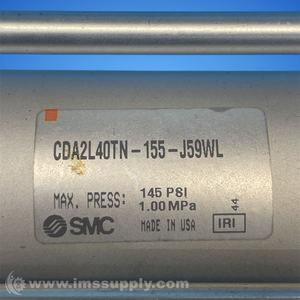 CDA2L40TN-155-J59WL
MAX. PRESS: 145 PSI
1.00 MPa
SMC MADE IN USA IRI 44
© www.imssupply.com/